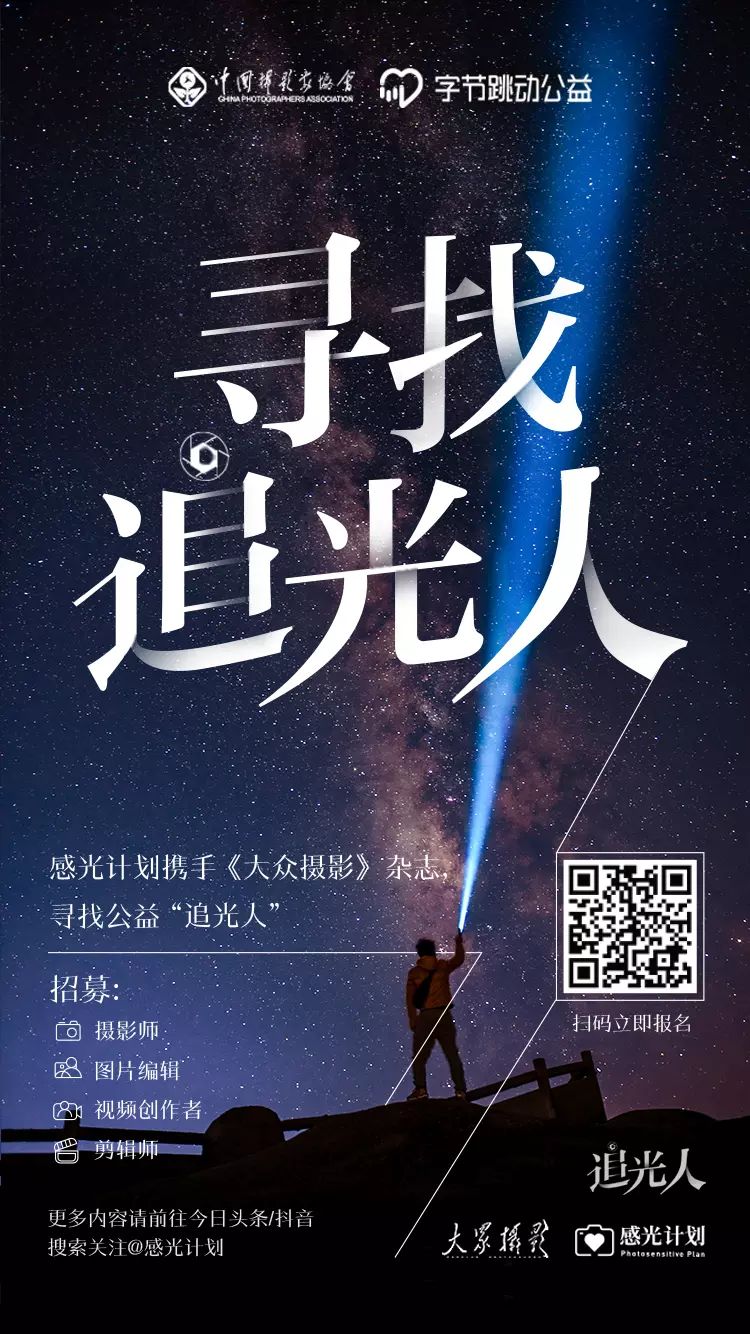 中国摄影家协会
CHINA PHOTOGRAPHERS ASSOCIATION
字节跳动公益
寻找
追光人
感光计划携手《大众摄影》杂志,
寻找公益“追光人”
招募:
摄影师
图片编辑
视频创作者
剪辑师
扫码立即报名
更多内容请前往今日头条/抖音
搜索关注@感光计划
追光人
大众摄影
感光计划
Photosensitive Plan